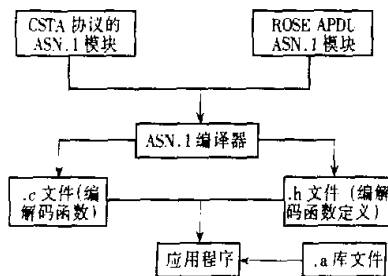 CSTA 协议的
ASN.1 模块
ROSE APDU
ASN.1 模块
ASN.1 编译器
.c 文件(编
解码函数)
.h 文件 (编解
码函数定义)
应用程序
.a 库文件